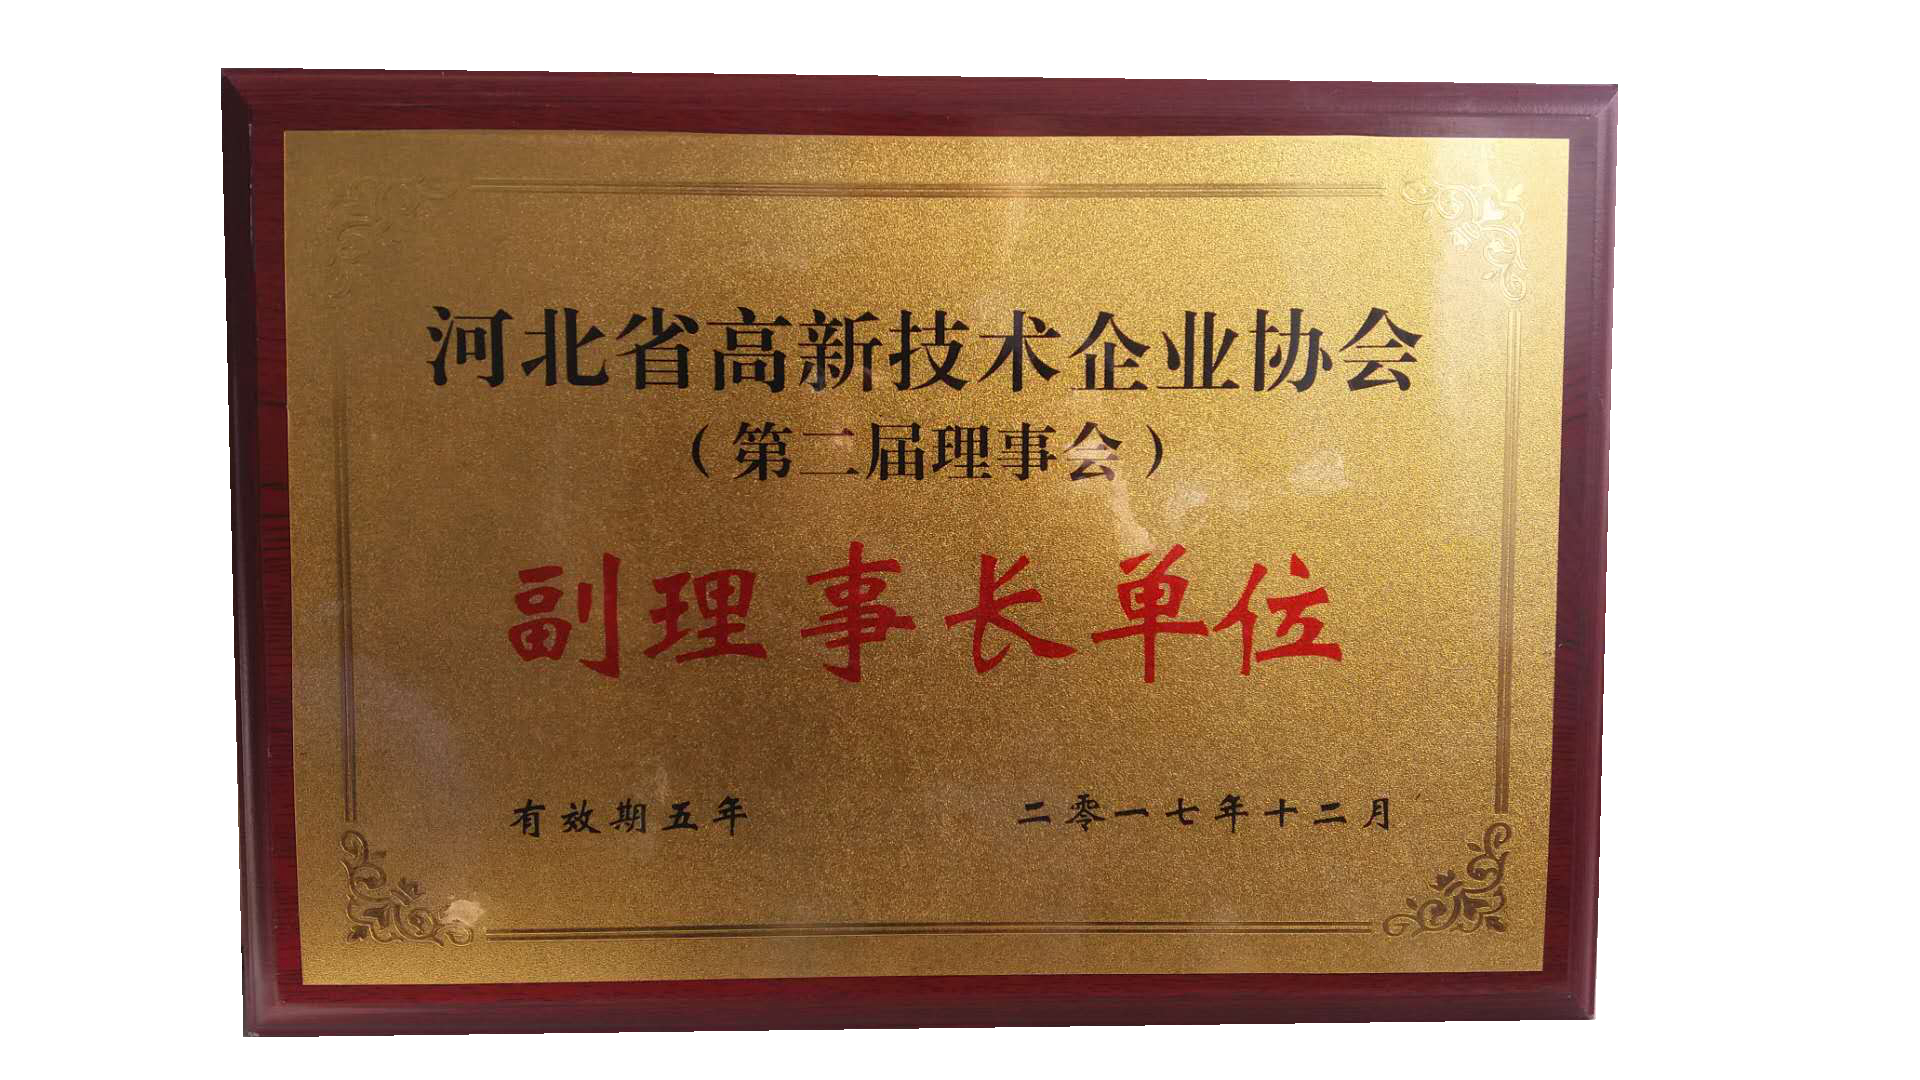 河北省高新技术企业协会
（第二届理事会）
副理事长单位
有效期五年 二零一七年十二月